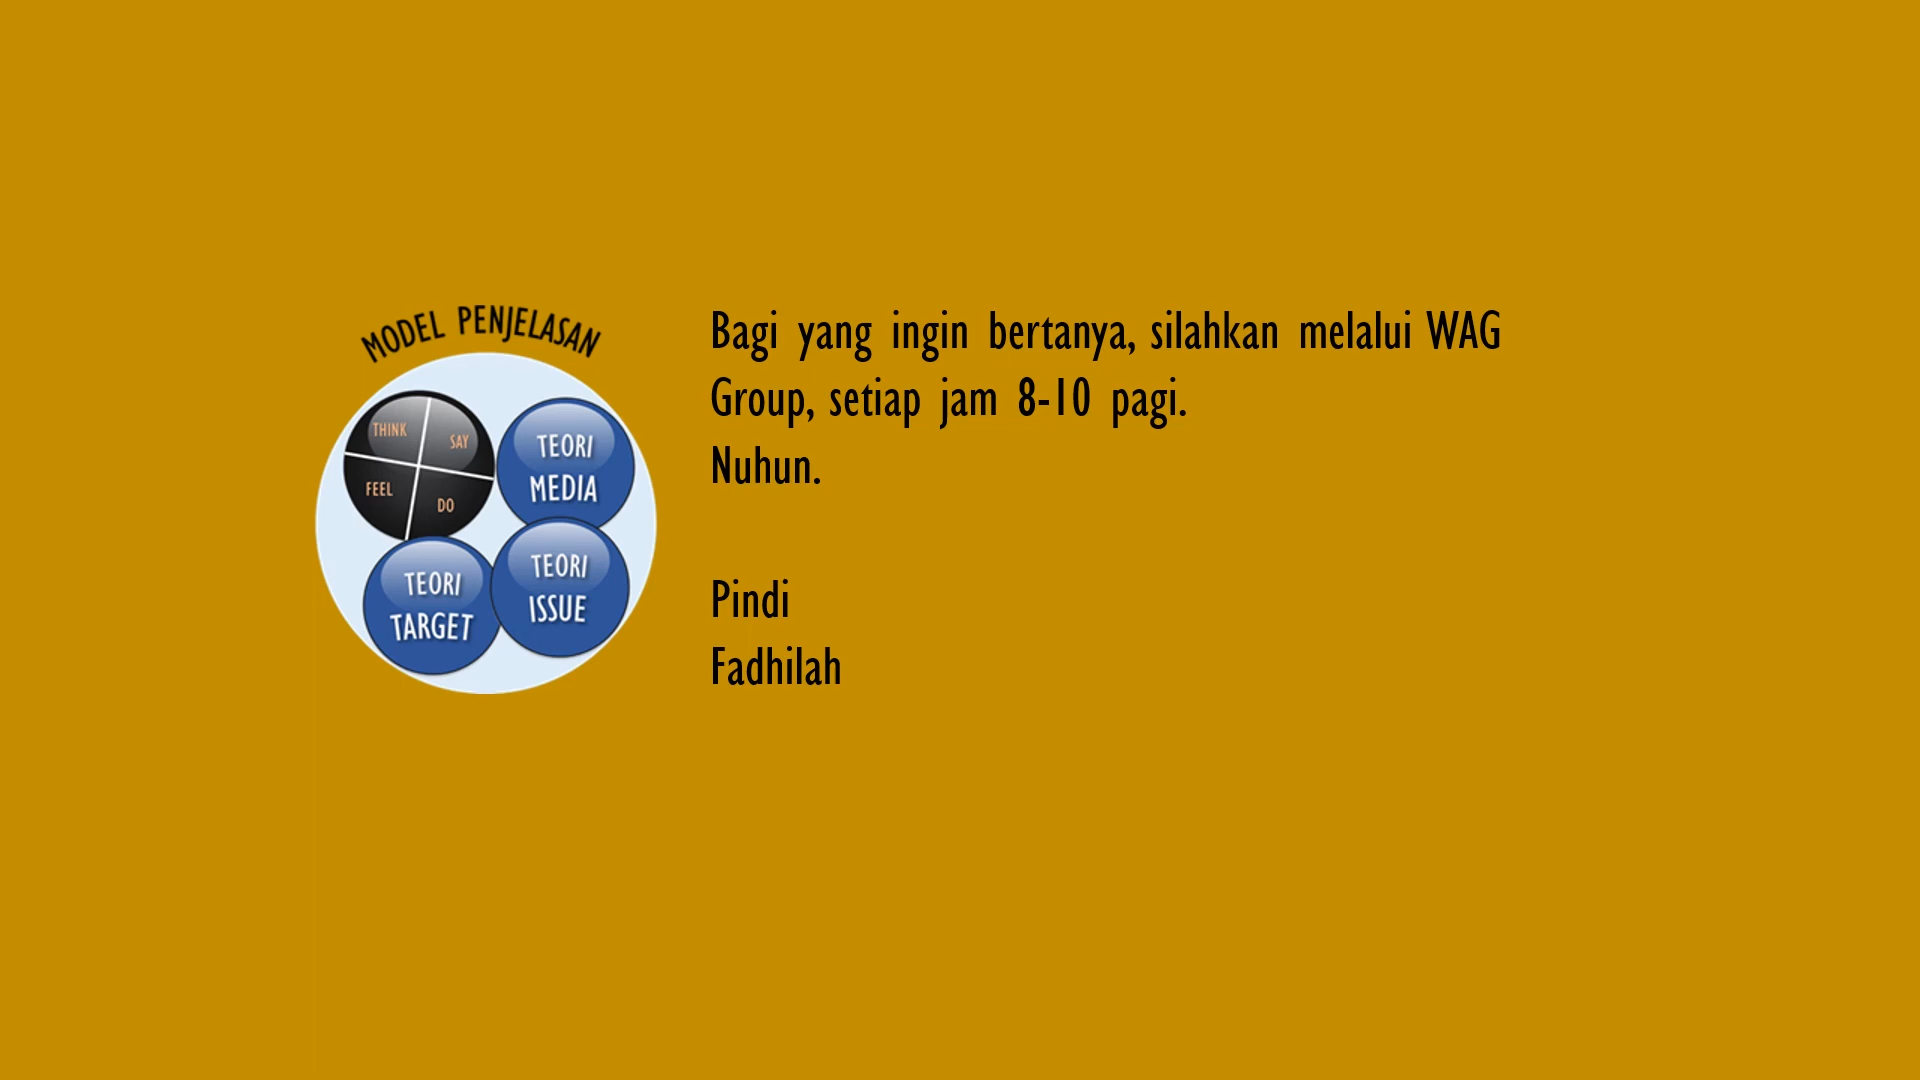 MODEL PENJELASAN
THINK
SAY
FEEL
DO
TEORI
MEDIA
TEORI
TARGET
TEORI
ISSUE
Bagi yang ingin bertanya, silahkan melalui WAG
Group, setiap jam 8-10 pagi.
Nuhun.
Pindi
Fadhilah